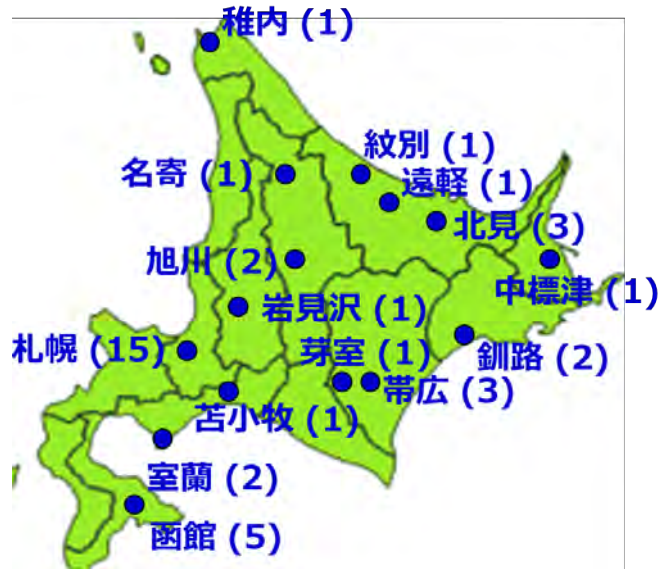 稚内 (1)
紋別 (1)
名寄 (1)
遠軽 (1)
北見 (3)
旭川 (2)
中標津 (1)
岩見沢 (1)
札幌 (15)
芽室 (1)
釧路 (2)
帯広 (3)
苫小牧 (1)
室蘭 (2)
函館 (5)